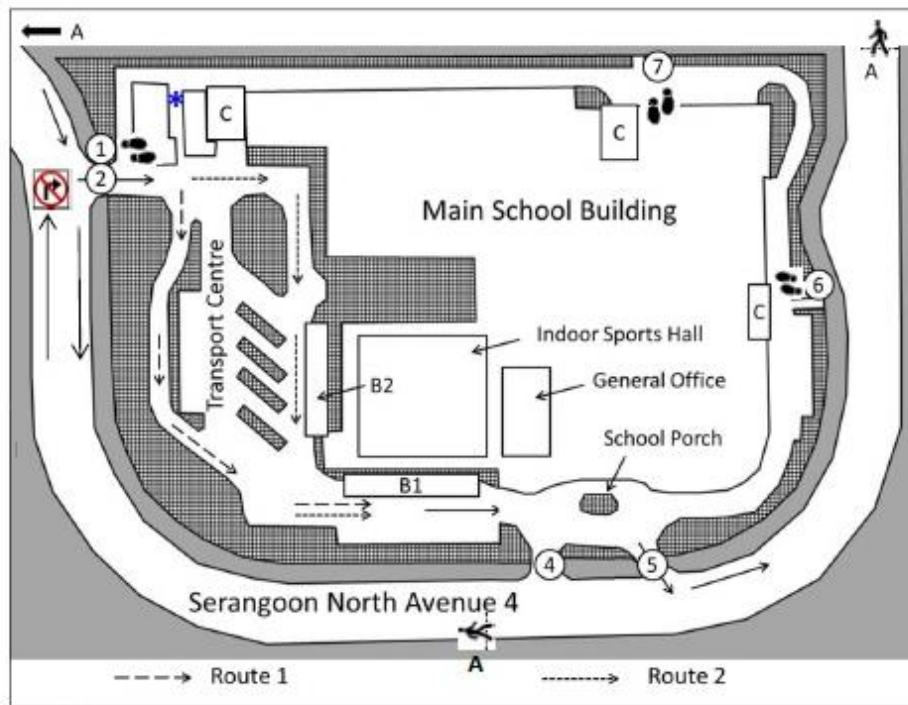 A
A
7
C
C
1
2
Main School Building
6
C
Transport Centre
Indoor Sports Hall
B2
General Office
School Porch
B1
4
5
Serangoon North Avenue 4
A
Route 1
Route 2